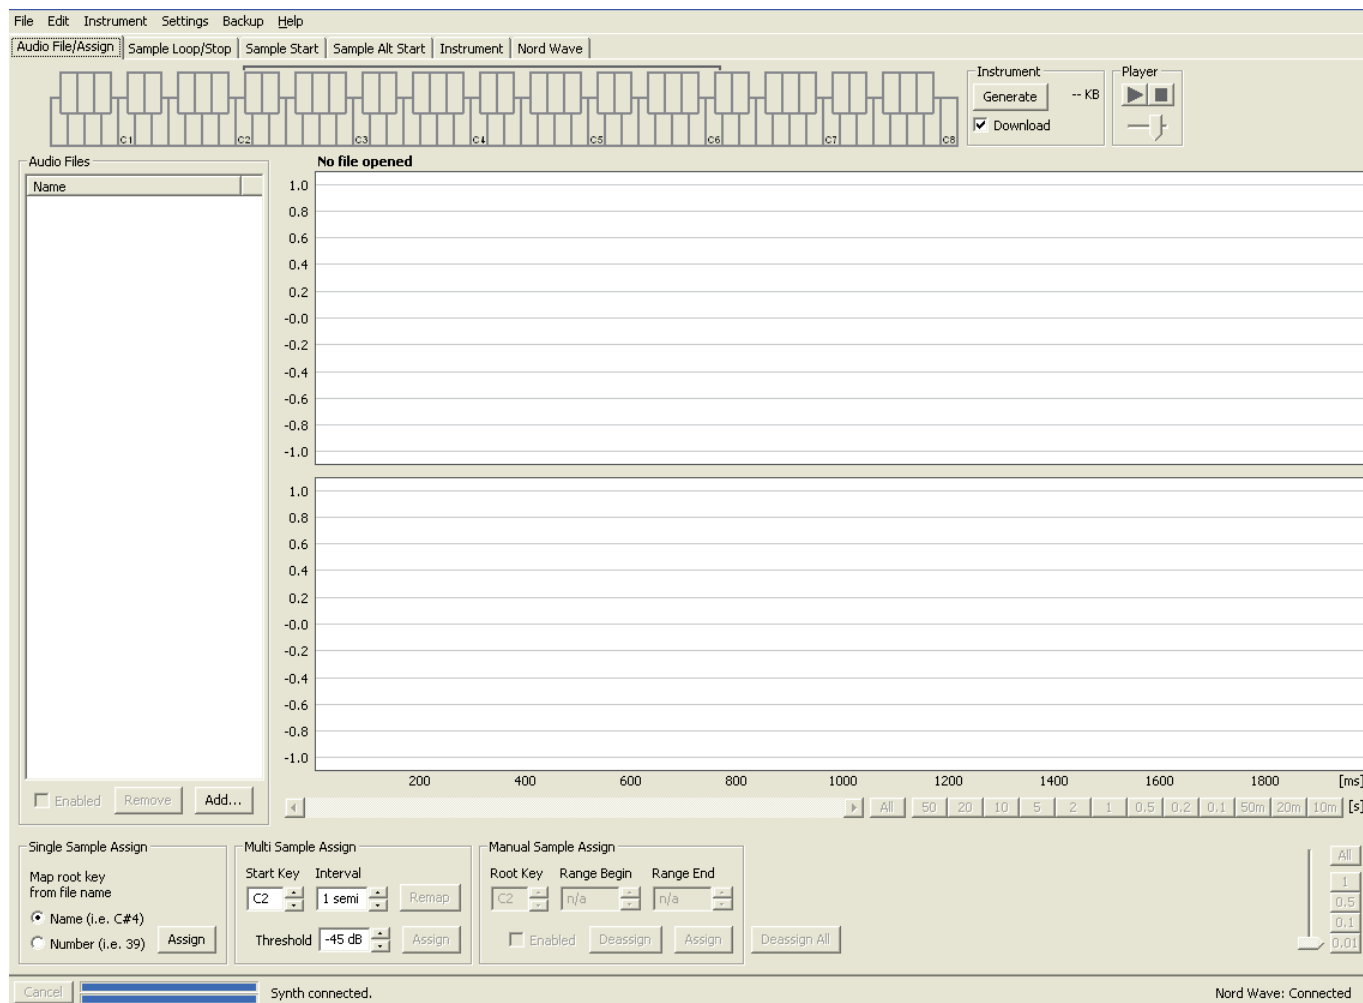 File Edit Instrument Settings Backup Help
Audio File/Assign Sample Loop/Stop Sample Start Sample Alt Start Instrument Nord Wave
C1 C2 C3 C4 C5 C6 C7 C8
Instrument
Generate -- KB
Download
Player
Audio Files
Name
No file opened
1.0
0.8
0.6
0.4
0.2
-0.0
-0.2
-0.4
-0.6
-0.8
-1.0
1.0
0.8
0.6
0.4
0.2
-0.0
-0.2
-0.4
-0.6
-0.8
-1.0
200 400 600 800 1000 1200 1400 1600 1800 [ms]
Enabled Remove Add...
All 50 20 10 5 2 1 0.5 0.2 0.1 50m 20m 10m [s]
Single Sample Assign
Map root key
from file name
Name (i.e. C#4)
Number (i.e. 39) Assign
Multi Sample Assign
Start Key Interval
C2 1 semi Remap
Threshold -45 dB Assign
Manual Sample Assign
Root Key Range Begin Range End
C2 n/a n/a
Enabled Deassign Assign Deassign All
All
1
0.5
0.1
0.01
Cancel Synth connected. Nord Wave: Connected